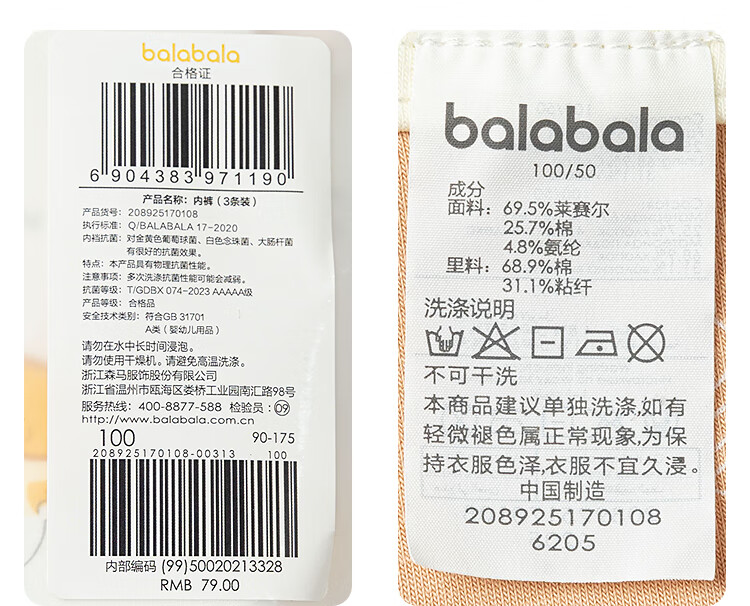 balabala
合格证
6 904383 971190
产品名称：内裤（3条装）
产品货号：208925170108
执行标准：Q/BALABALA 17-2020
内裆抗菌：对金黄色葡萄球菌、白色念珠菌、大肠杆菌
有很好的抗菌效果。
特点：本产品具有物理抗菌性能。
注意事项：多次洗涤抗菌性能可能会减弱。
抗菌等级：T/GDBX 074-2023 AAAAA级
产品等级：合格品
安全技术类别：符合GB 31701
A类（婴幼儿用品）
请勿在水中长时间浸泡。
请勿使用干燥机。请避免高温洗涤。
浙江森马服饰股份有限公司
浙江省温州市瓯海区娄桥工业园南汇路98号
服务热线：400-8877-588 检验员：09
http://www.balabala.com.cn
100 90-175
208925170108-00313 100
内部编码 (99)50020213328
RMB 79.00
balabala
100/50
成分
面料：69.5%莱赛尔
25.7%棉
4.8%氨纶
里料：68.9%棉
31.1%粘纤
洗涤说明
不可干洗
本商品建议单独洗涤,如有
轻微褪色属正常现象,为保
持衣服色泽,衣服不宜久浸。
中国制造
208925170108
6205